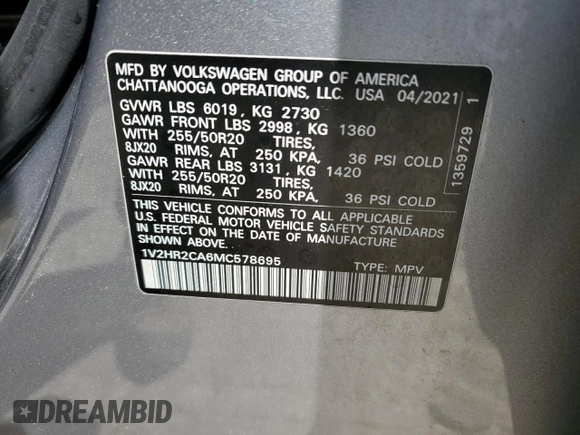 MFD BY VOLKSWAGEN GROUP OF AMERICA
CHATTANOOGA OPERATIONS, LLC. USA 04/2021
GVWR LBS 6019, KG 2730
GAWR FRONT LBS 2998, KG 1360
WITH 255/50R20 TIRES,
8JX20 RIMS, AT 250 KPA, 36 PSI COLD
GAWR REAR LBS 3131, KG 1420
WITH 255/50R20 TIRES,
8JX20 RIMS, AT 250 KPA, 36 PSI COLD
THIS VEHICLE CONFORMS TO ALL APPLICABLE
U.S. FEDERAL MOTOR VEHICLE SAFETY STANDARDS
IN EFFECT ON THE DATE OF MANUFACTURE
SHOWN ABOVE
1V2HR2CA6MC578695 TYPE: MPV
1359729 1
DREAMBID